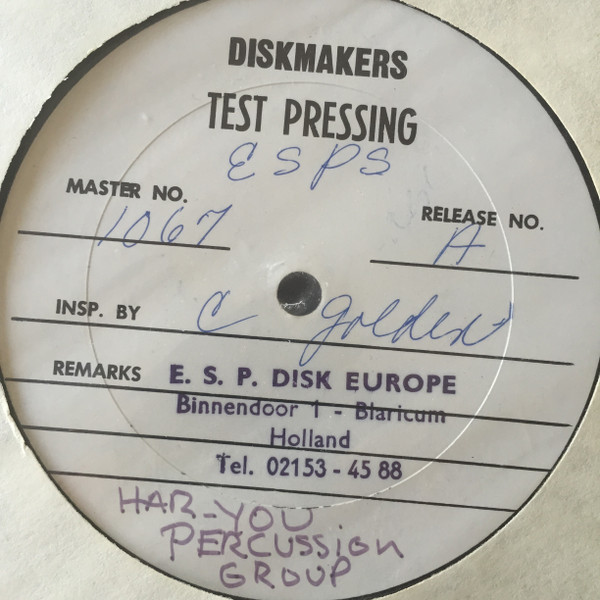 DISKMAKERS
TEST PRESSING
ESPS
MASTER NO.
1067
RELEASE NO.
A
INSP. BY
C Golden
REMARKS
E. S. P. D!SK EUROPE
Binnendoor 1 - Blaricum
Holland
Tel. 02153 - 45 88
HAR-YOU
PERCUSSION
GROUP